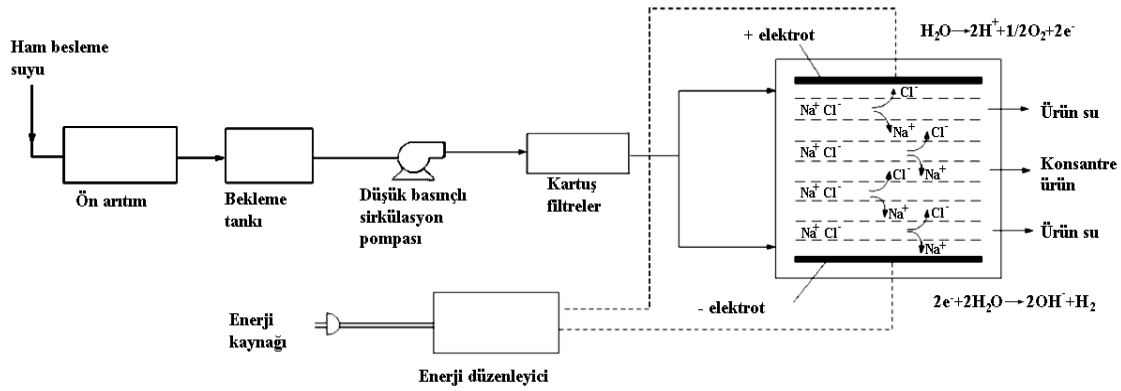 Ham besleme
suyu
Ön arıtım
Bekleme
tankı
Düşük basınçlı
sirkülasyon
pompası
Kartuş
filtreler
+ elektrot
H₂O→2H⁺+1/2O₂+2e⁻
Cl⁻
Na⁺ Cl⁻
Na⁺
Cl⁻
Na⁺ Cl⁻
Cl⁻
Na⁺
Na⁺ Cl⁻
Na⁺
Cl⁻
Na⁺ Cl⁻
Na⁺
Ürün su
Konsantre
ürün
Ürün su
- elektrot
2e⁻+2H₂O→2OH⁻+H₂
Enerji
kaynağı
Enerji düzenleyici